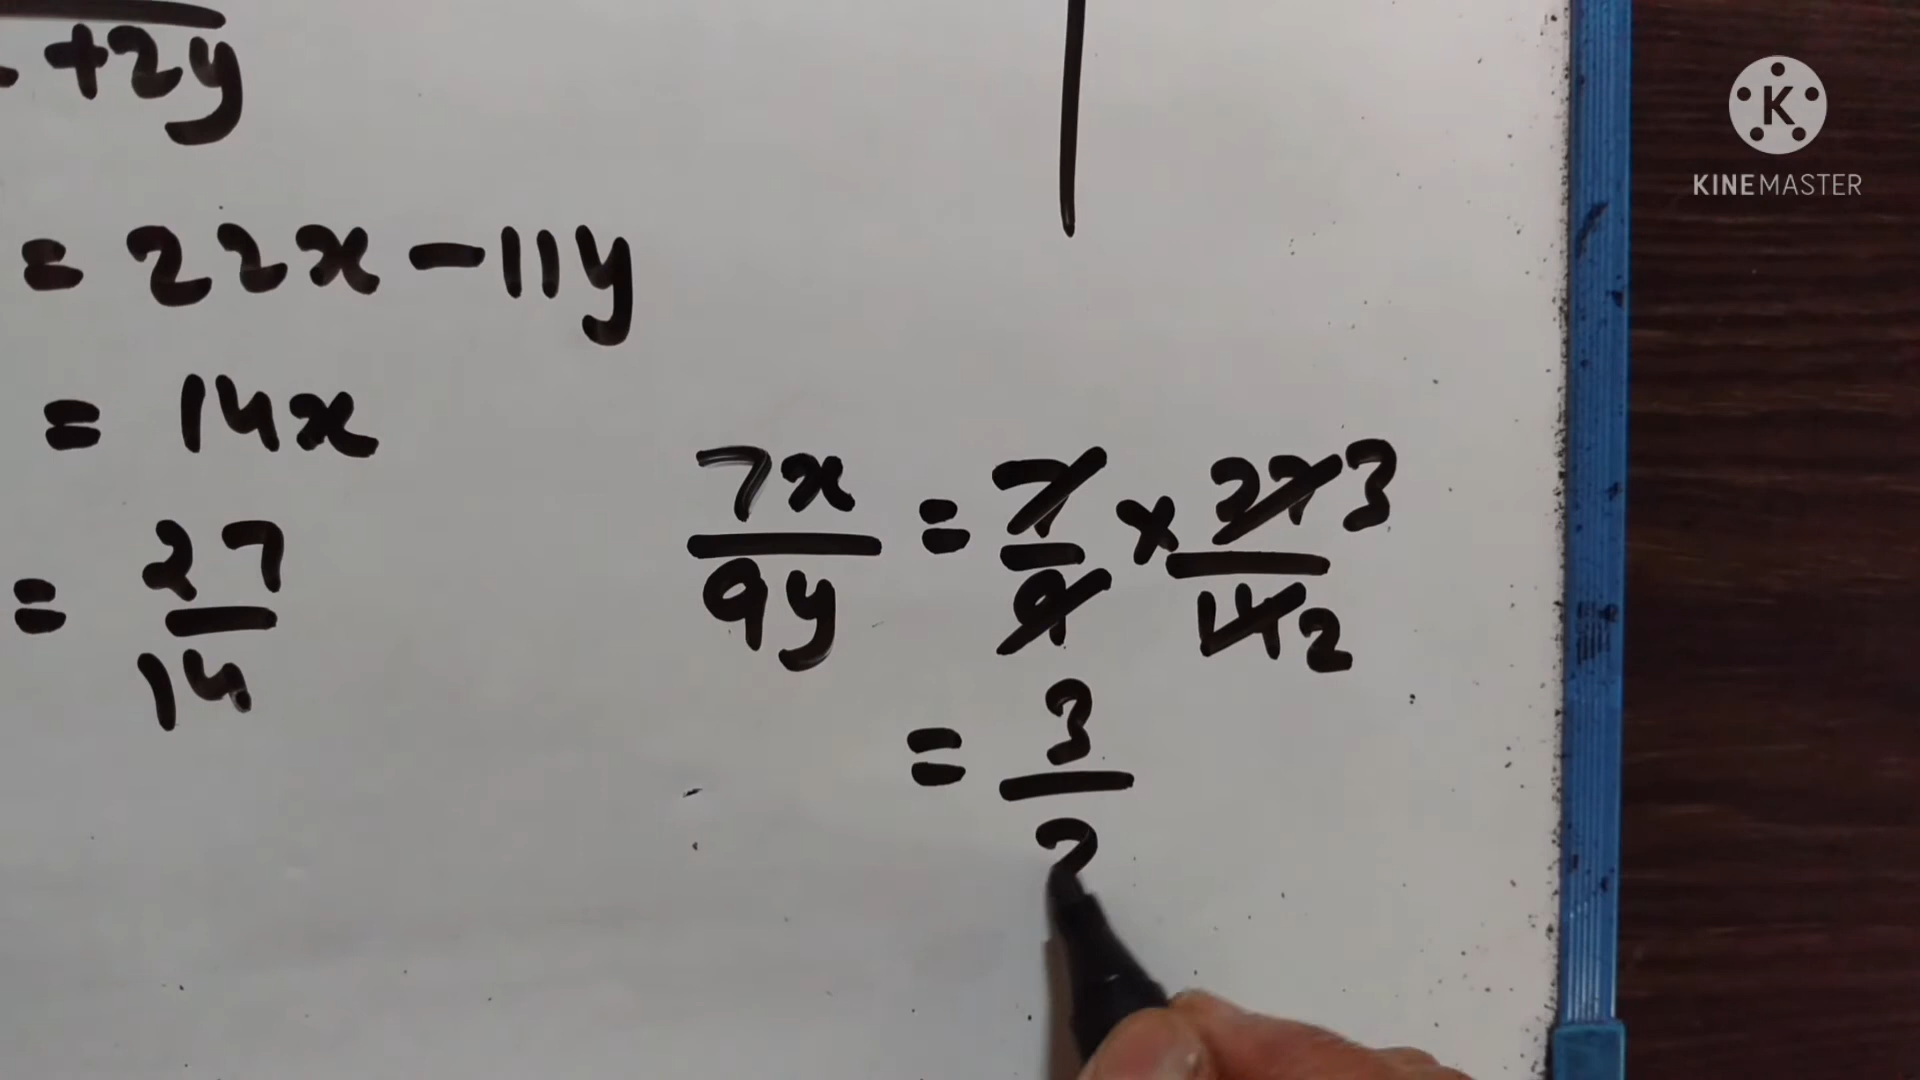 +2y
= 22x - 11y
= 14x
= 27/14
7x/9y = 7/9 × 27/14 3 2
= 3/2
K
KINEMASTER